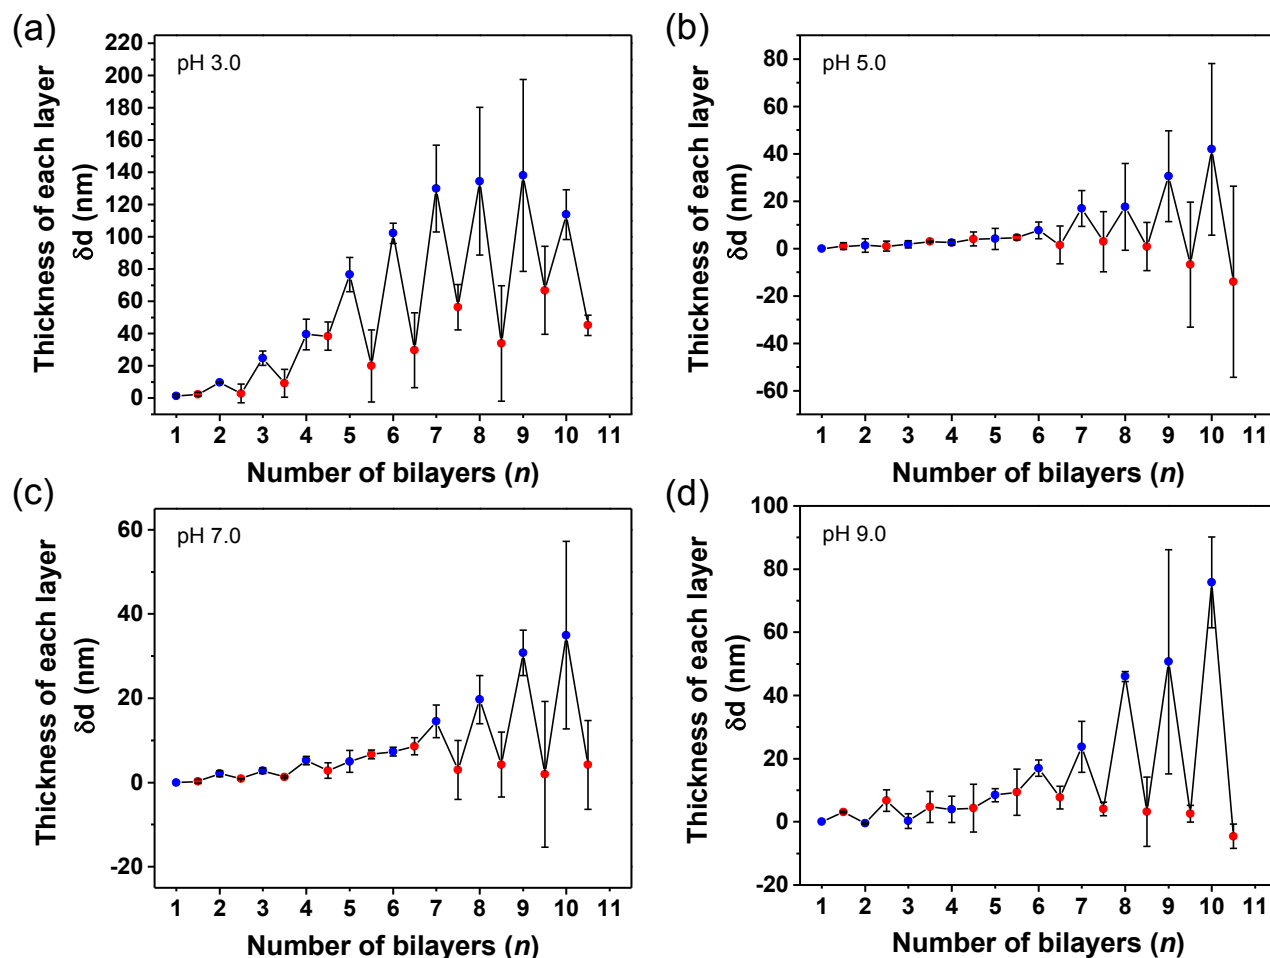 (a)
pH 3.0
Thickness of each layer
δd (nm)
220
200
180
160
140
120
100
80
60
40
20
0
1 2 3 4 5 6 7 8 9 10 11
Number of bilayers (n)
(b)
pH 5.0
Thickness of each layer
δd (nm)
80
60
40
20
0
-20
-40
-60
1 2 3 4 5 6 7 8 9 10 11
Number of bilayers (n)
(c)
pH 7.0
Thickness of each layer
δd (nm)
60
40
20
0
-20
1 2 3 4 5 6 7 8 9 10 11
Number of bilayers (n)
(d)
pH 9.0
Thickness of each layer
δd (nm)
100
80
60
40
20
0
-20
1 2 3 4 5 6 7 8 9 10 11
Number of bilayers (n)